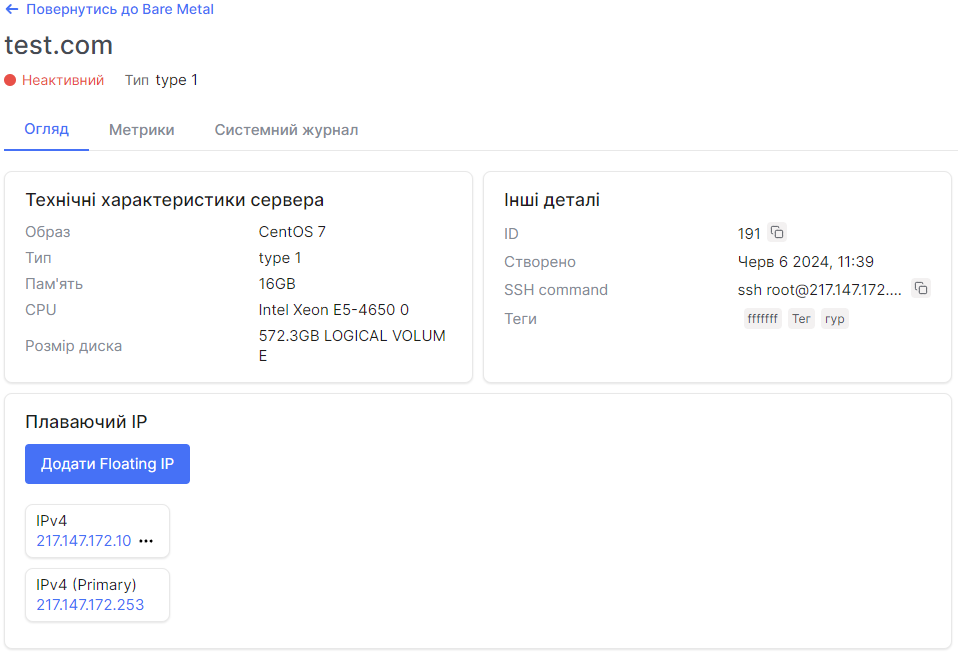 ← Повернутись до Bare Metal
test.com
Неактивний Тип type 1
Огляд Метрики Системний журнал
Технічні характеристики сервера
Образ CentOS 7
Тип type 1
Пам'ять 16GB
CPU Intel Xeon E5-4650 0
Розмір диска 572.3GB LOGICAL VOLUM
E
Інші деталі
ID 191
Створено Черв 6 2024, 11:39
SSH command ssh root@217.147.172....
Теги fffffff Тег гур
Плаваючий IP
Додати Floating IP
IPv4
217.147.172.10 •••
IPv4 (Primary)
217.147.172.253